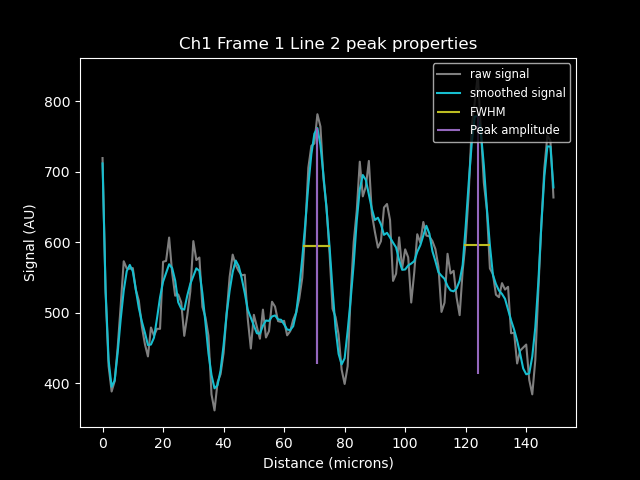 Ch1 Frame 1 Line 2 peak properties
raw signal
smoothed signal
FWHM
Peak amplitude
Signal (AU)
800
700
600
500
400
0 20 40 60 80 100 120 140
Distance (microns)